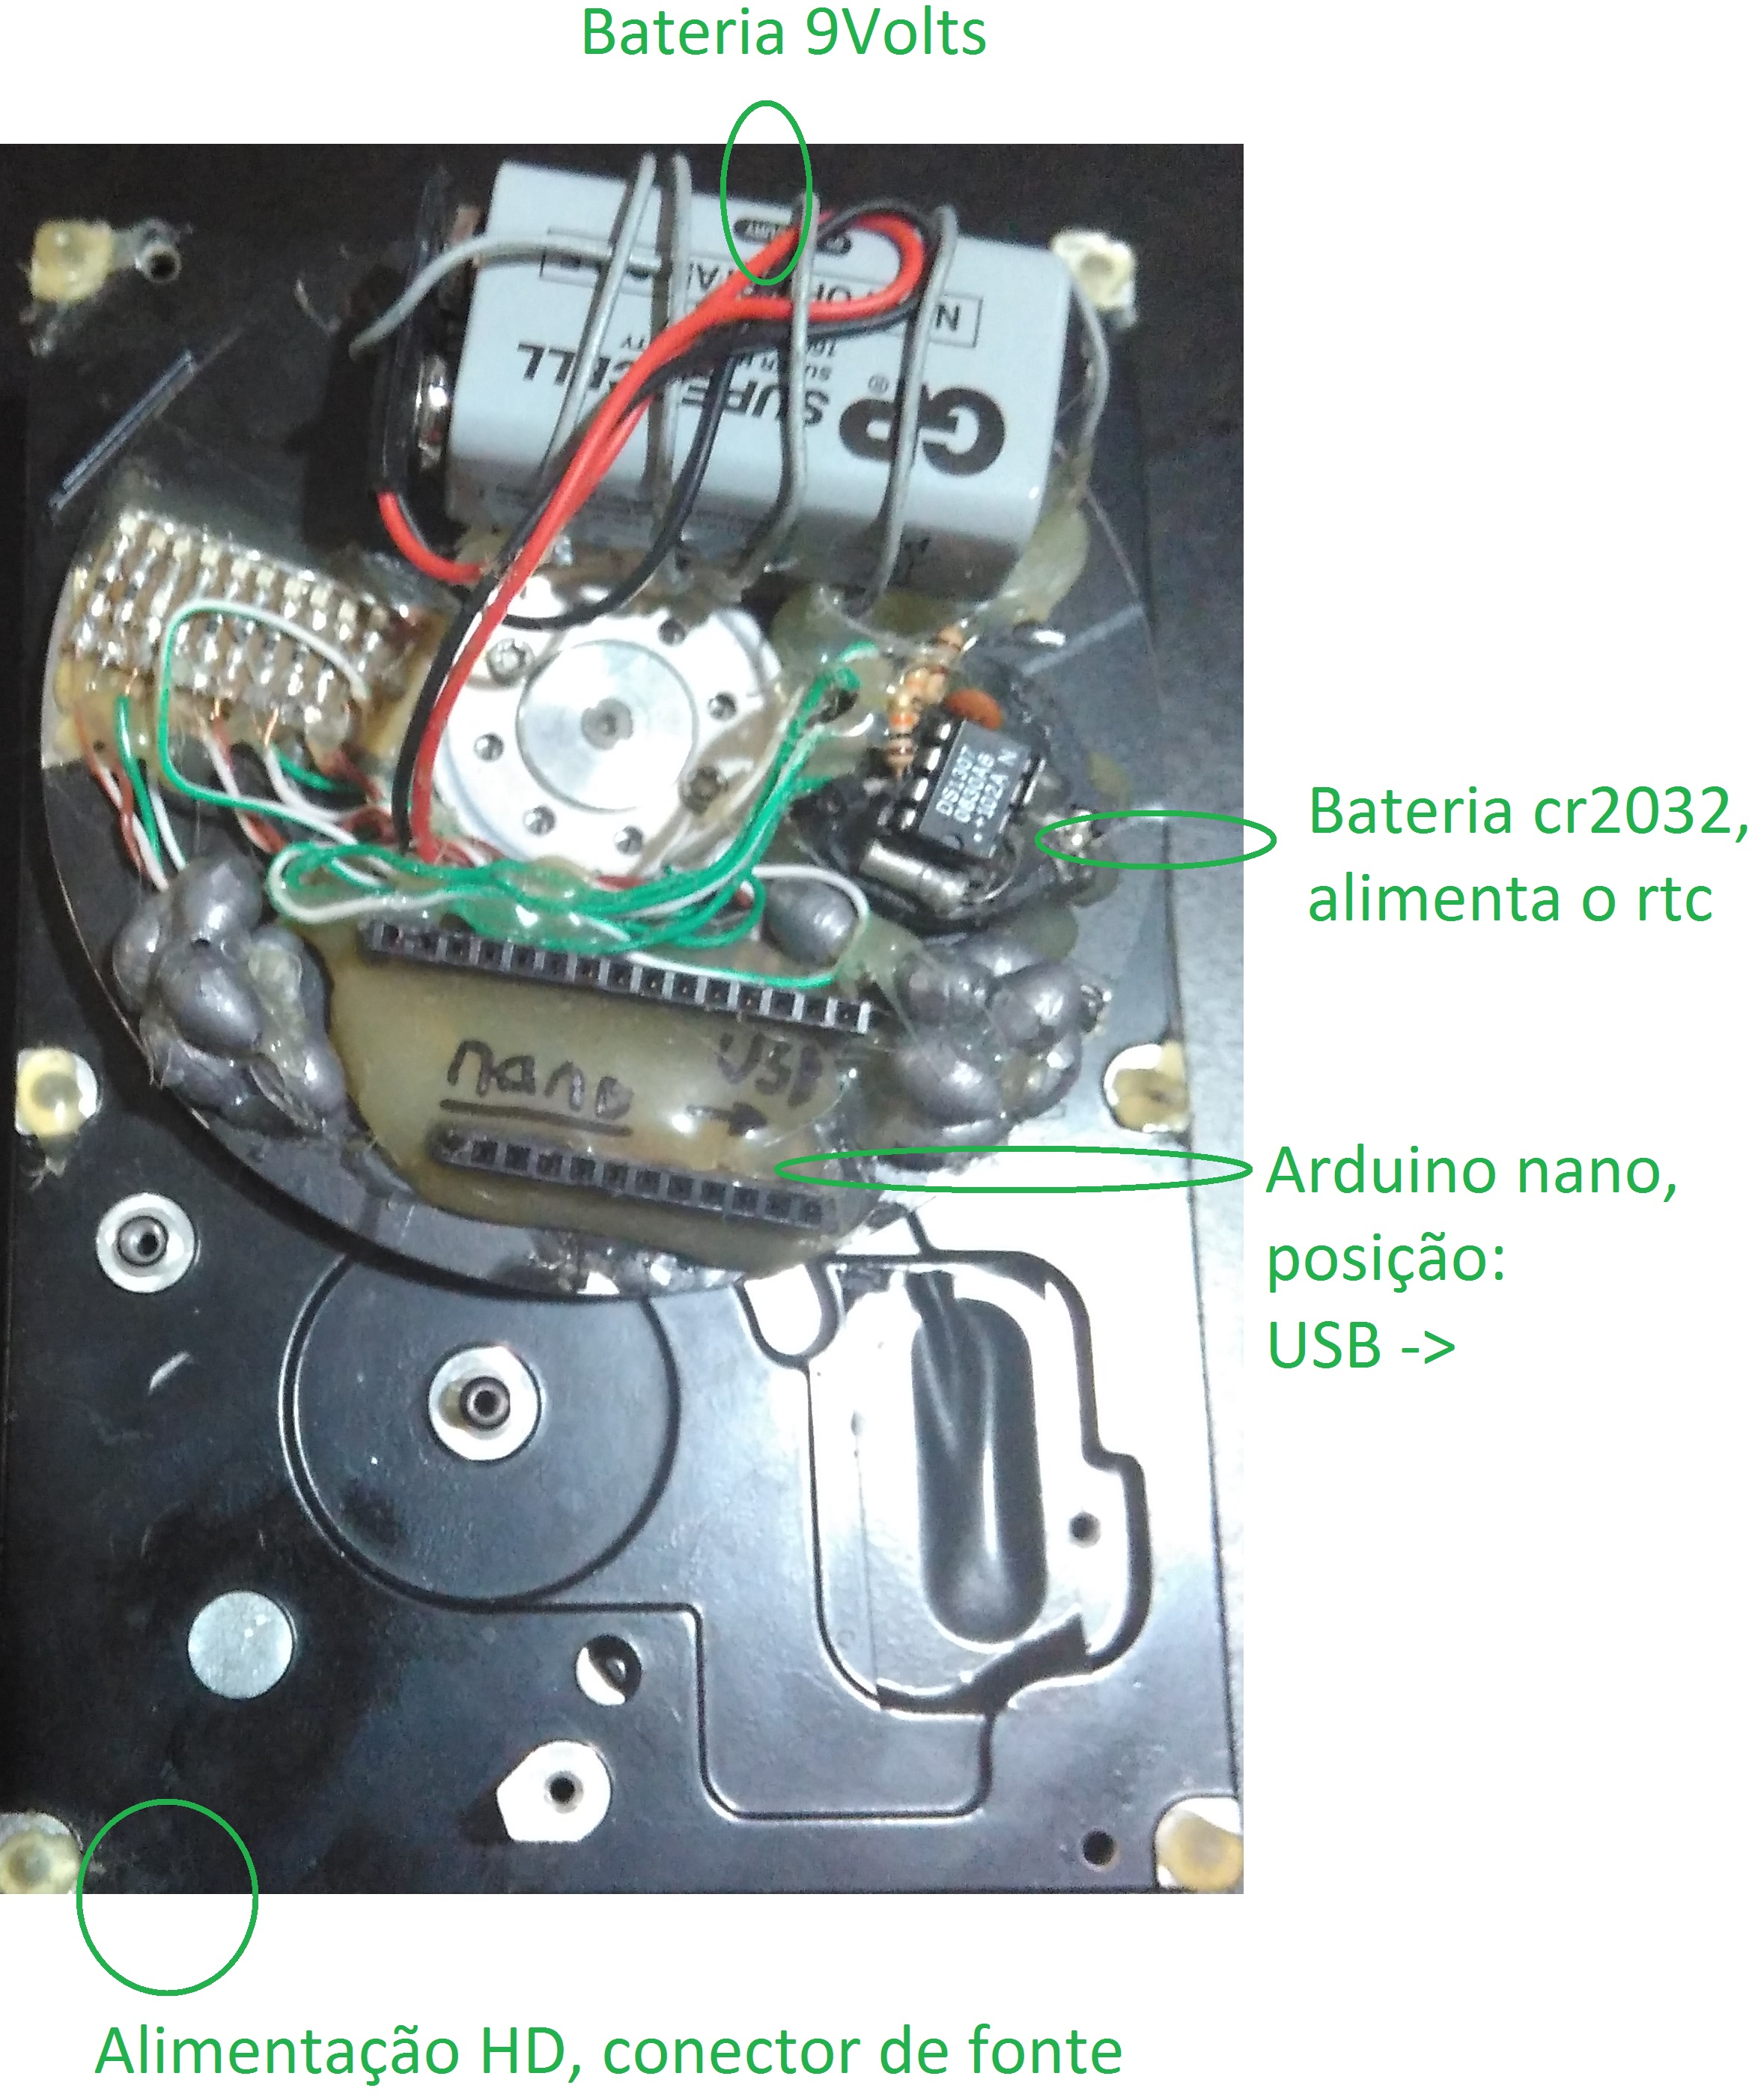 Bateria 9Volts
GP
SUPERCELL
DS1307
Bateria cr2032,
alimenta o rtc
nano
USB
→
Arduino nano,
posição:
USB ->
Alimentação HD, conector de fonte